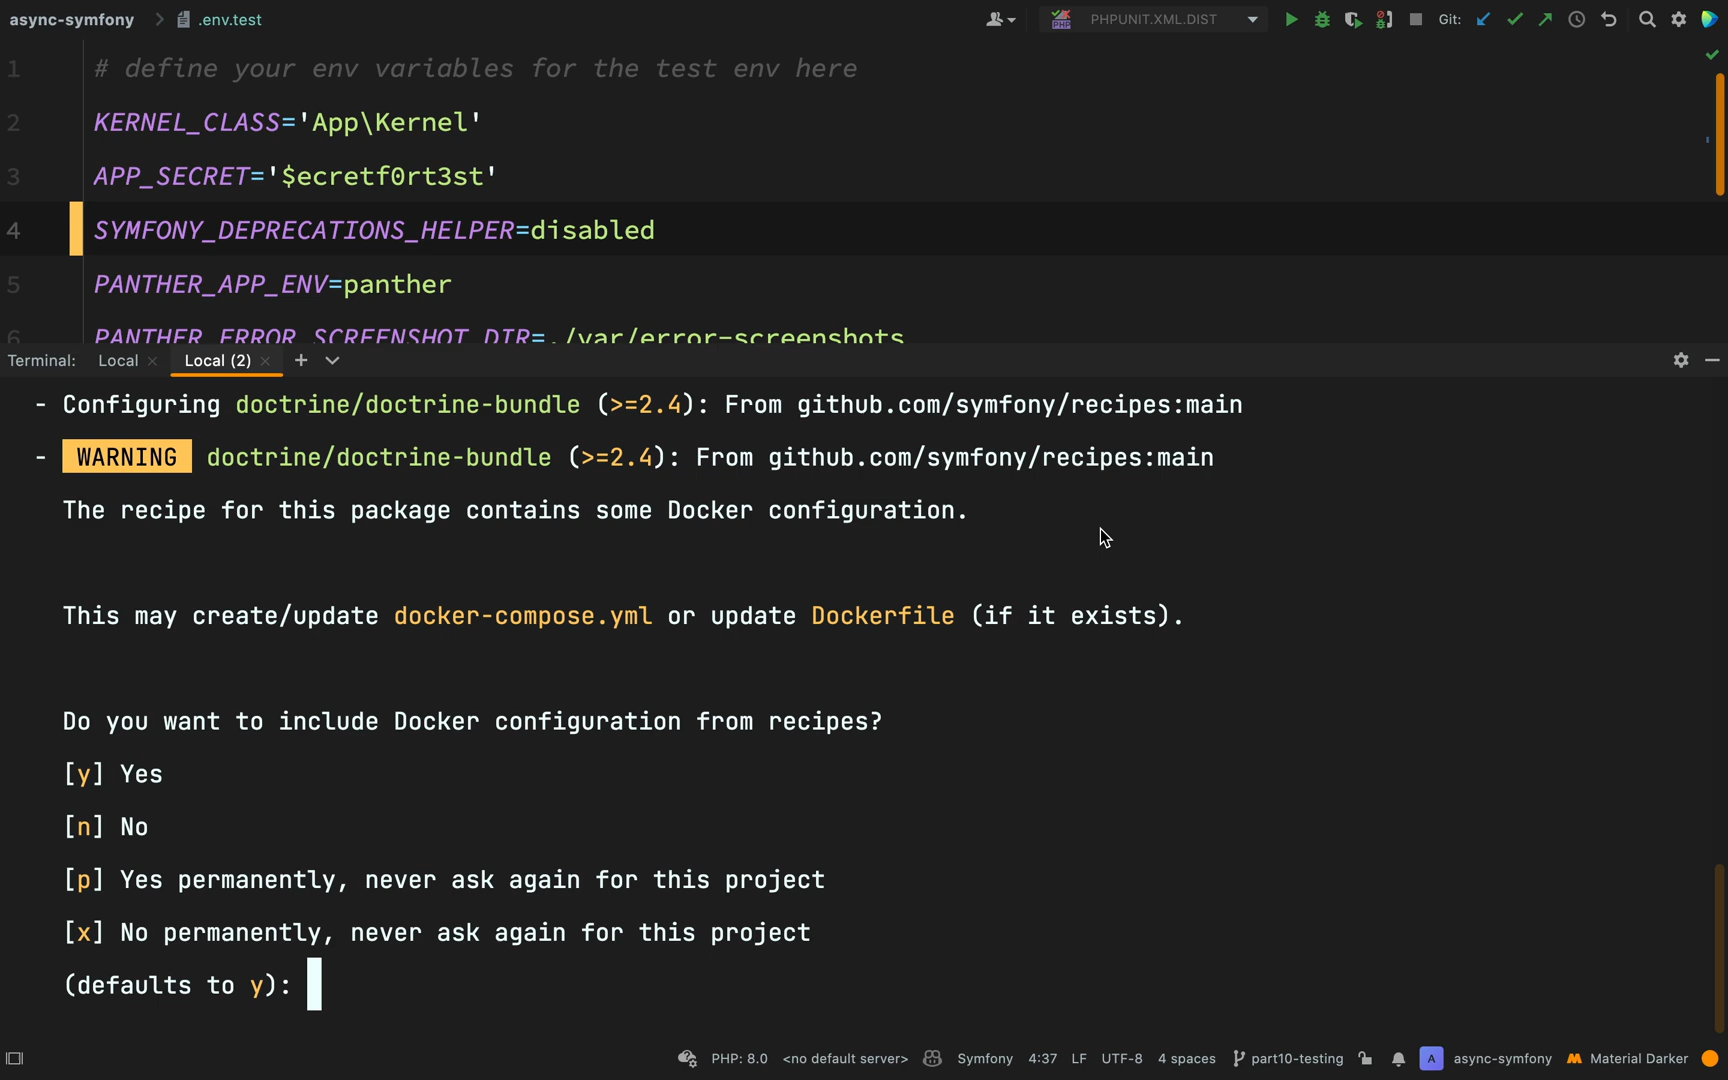 async-symfony > .env.test PHPUNIT.XML.DIST Git:
1 # define your env variables for the test env here
2 KERNEL_CLASS='App\Kernel'
3 APP_SECRET='$ecretf0rt3st'
4 SYMFONY_DEPRECATIONS_HELPER=disabled
5 PANTHER_APP_ENV=panther
6 PANTHER_ERROR_SCREENSHOT_DIR=./var/error-screenshots
Terminal: Local × Local (2) × +
- Configuring doctrine/doctrine-bundle (>=2.4): From github.com/symfony/recipes:main
- WARNING doctrine/doctrine-bundle (>=2.4): From github.com/symfony/recipes:main
The recipe for this package contains some Docker configuration.
This may create/update docker-compose.yml or update Dockerfile (if it exists).
Do you want to include Docker configuration from recipes?
[y] Yes
[n] No
[p] Yes permanently, never ask again for this project
[x] No permanently, never ask again for this project
(defaults to y):
PHP: 8.0 <no default server> Symfony 4:37 LF UTF-8 4 spaces part10-testing A async-symfony Material Darker